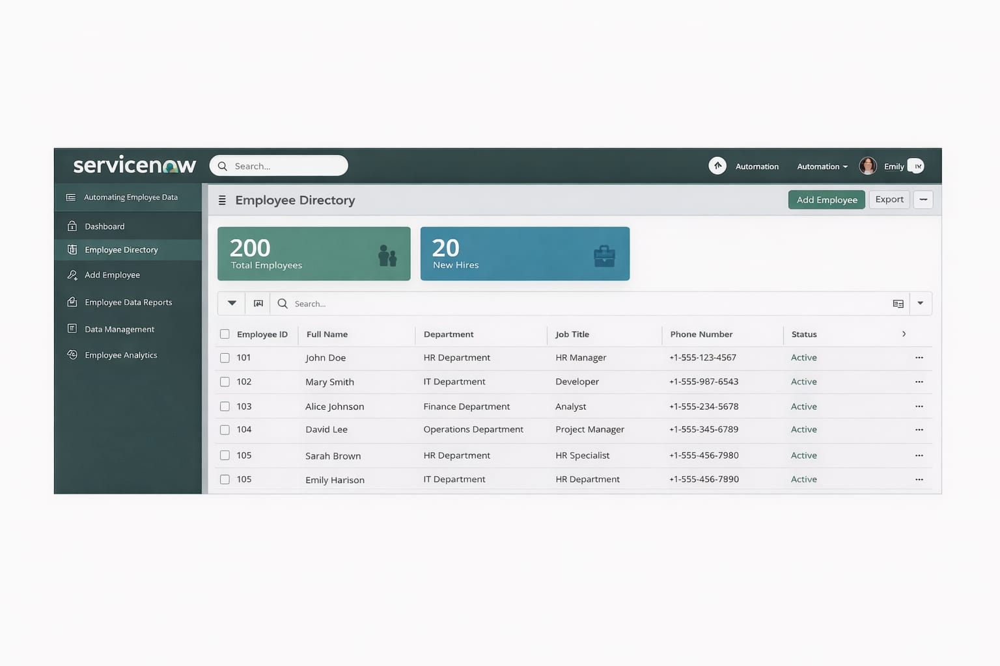 servicenow
Search...
Automation
Automation
Emily
Automating Employee Data
Dashboard
Employee Directory
Add Employee
Employee Data Reports
Data Management
Employee Analytics
Employee Directory
Add Employee
Export
200
Total Employees
20
New Hires
Search...
Employee ID Full Name Department Job Title Phone Number Status
101 John Doe HR Department HR Manager +1-555-123-4567 Active
102 Mary Smith IT Department Developer +1-555-987-6543 Active
103 Alice Johnson Finance Department Analyst +1-555-234-5678 Active
104 David Lee Operations Department Project Manager +1-555-345-6789 Active
105 Sarah Brown HR Department HR Specialist +1-555-456-7980 Active
105 Emily Harison IT Department HR Department +1-555-456-7890 Active